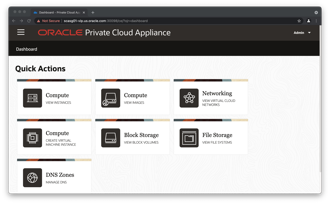 Dashboard - Private Cloud Appl
Not Secure
ORACLE Private Cloud Appliance
Admin
Dashboard
Quick Actions
Compute
VIEW INSTANCES
Compute
VIEW IMAGES
Networking
VIEW VIRTUAL CLOUD
NETWORKS
Compute
CREATE VIRTUAL
MACHINE INSTANCE
Block Storage
VIEW BLOCK VOLUMES
File Storage
VIEW FILE SYSTEMS
DNS Zones
MANAGE DNS